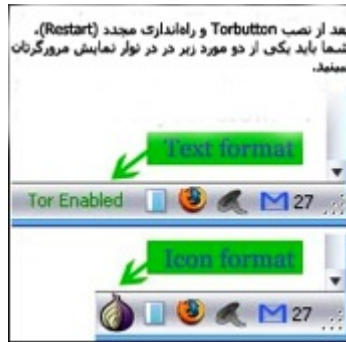 بعد از نصب Torbutton و راه‌اندازی مجدد (Restart)،
شما باید یکی از دو مورد زیر در در نوار نمایش مرورگرتان
ببینید.
Text format
Tor Enabled 27
Icon format
27